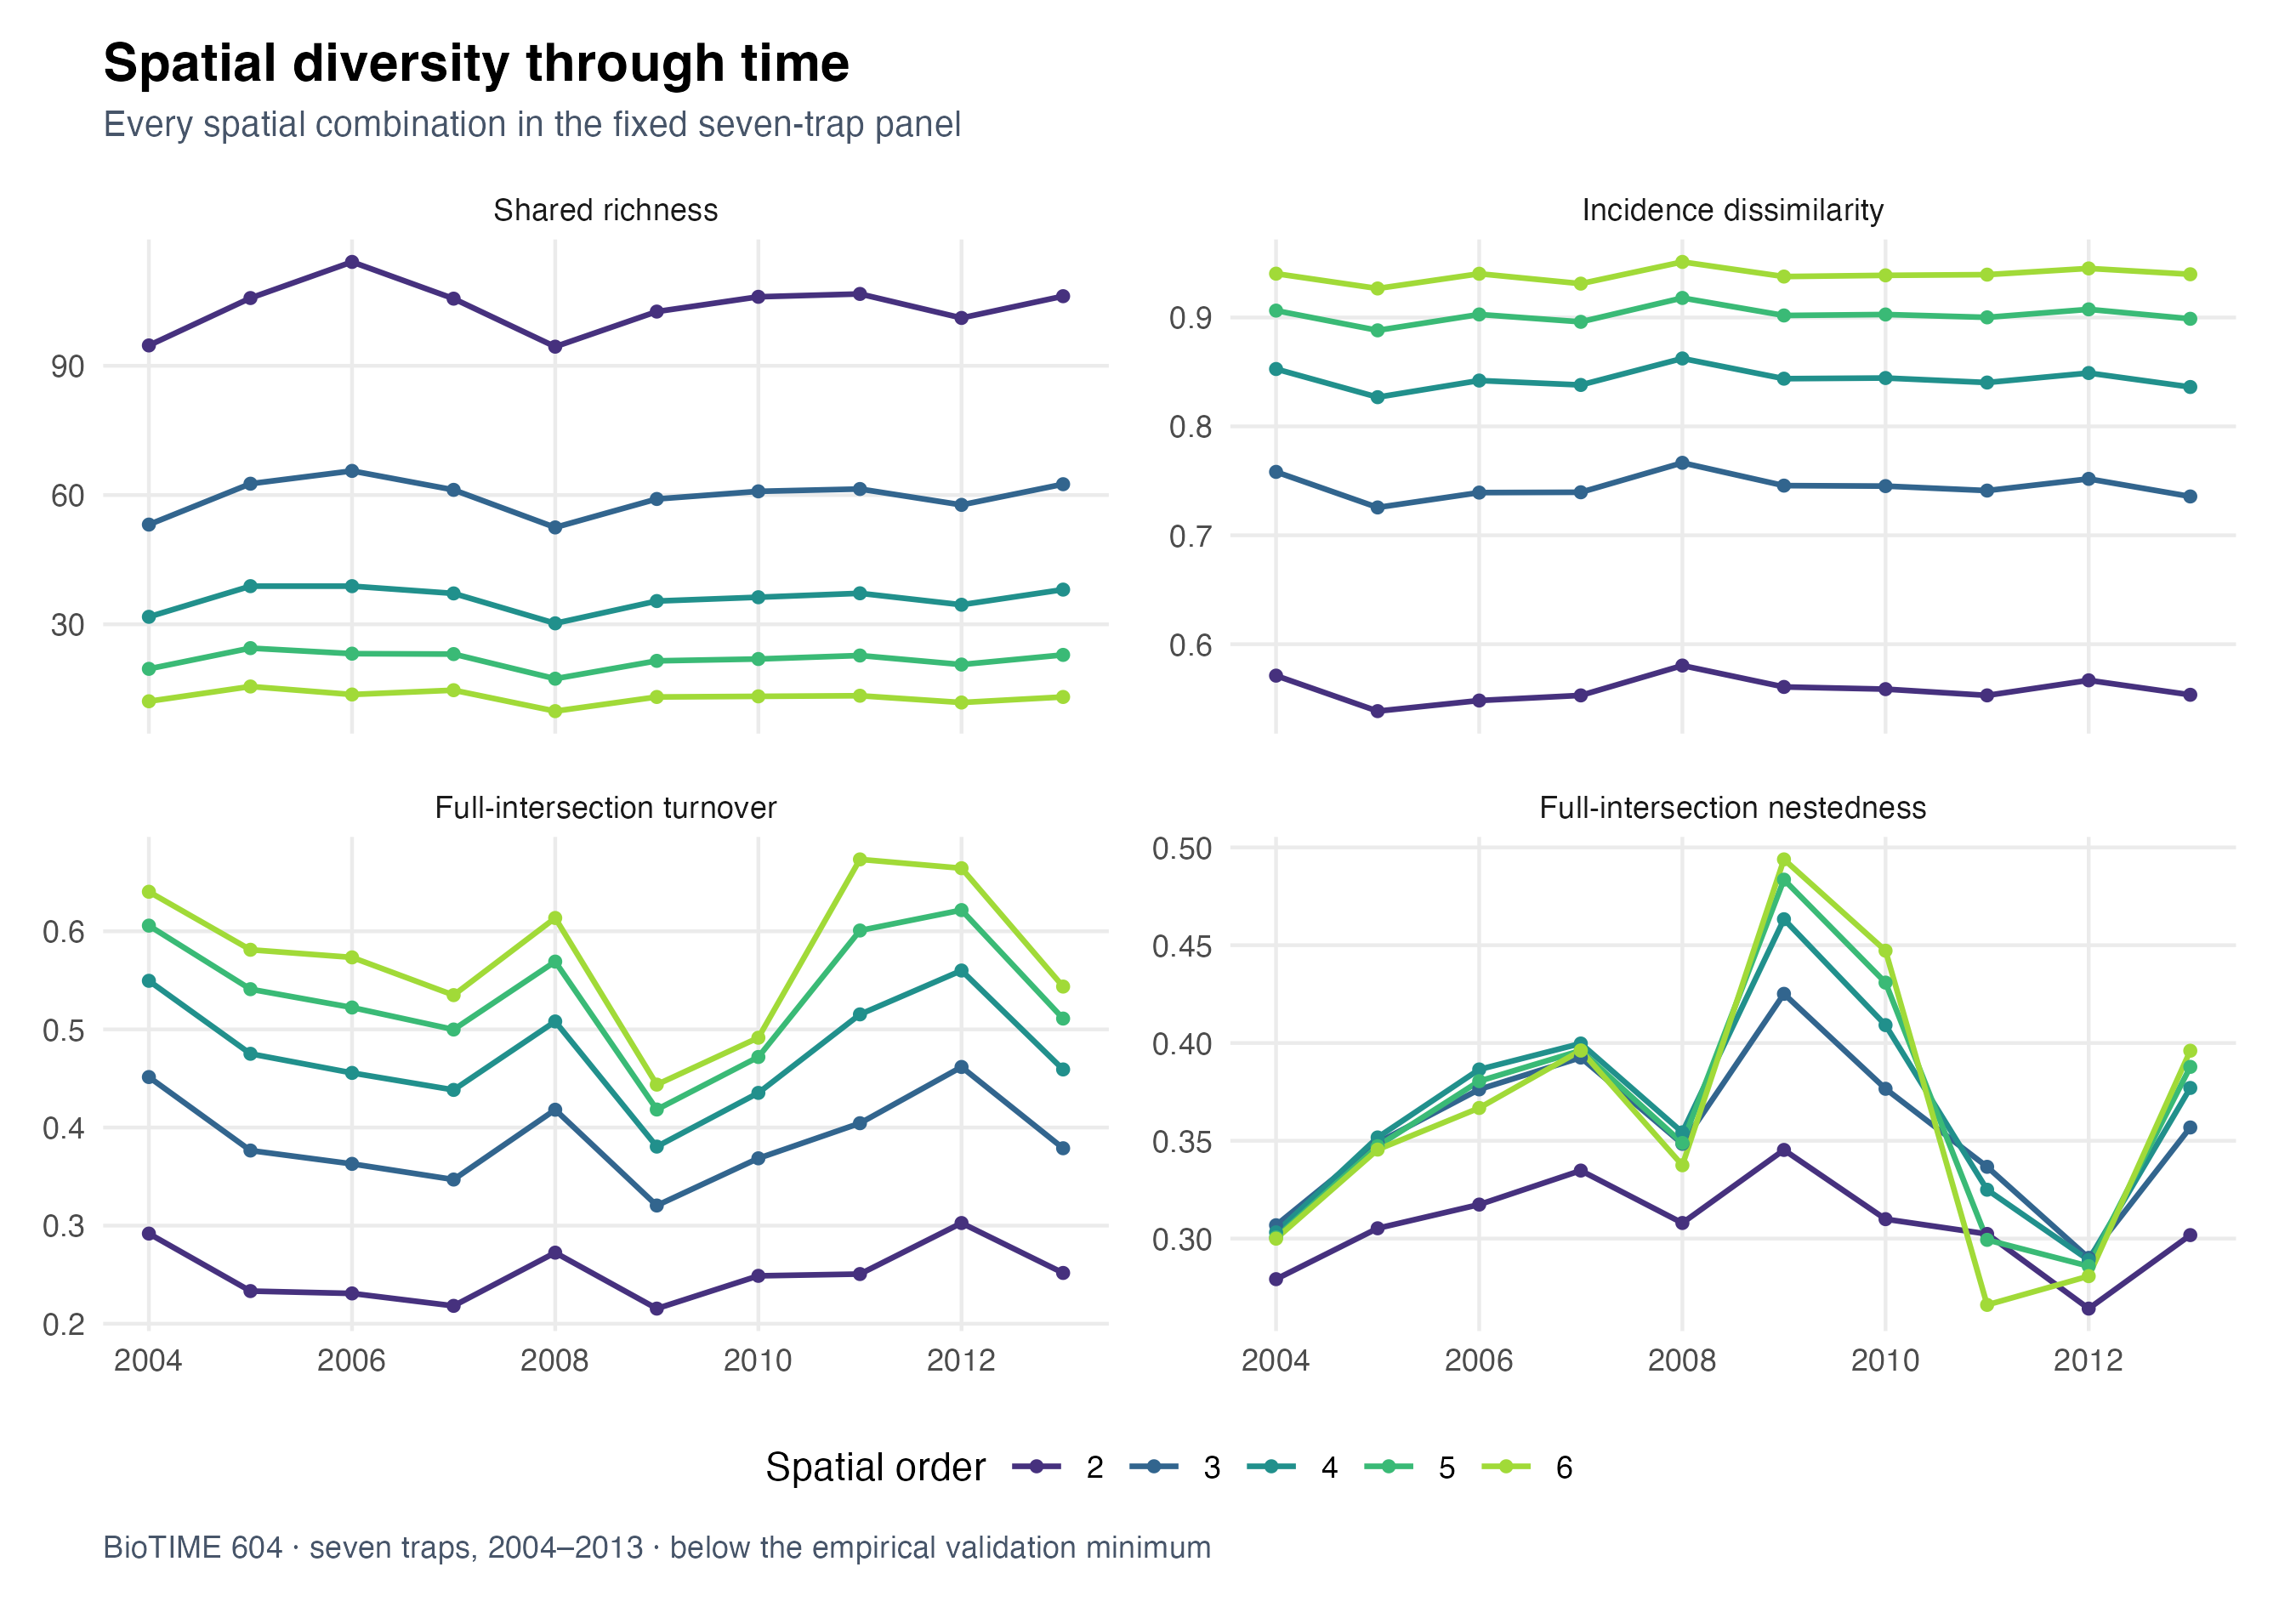 Spatial diversity through time
Every spatial combination in the fixed seven-trap panel
Shared richness
Incidence dissimilarity
90
60
30
0.9
0.8
0.7
0.6
Full-intersection turnover
Full-intersection nestedness
0.6
0.5
0.4
0.3
0.2
0.50
0.45
0.40
0.35
0.30
2004 2006 2008 2010 2012
2004 2006 2008 2010 2012
Spatial order 2 3 4 5 6
BioTIME 604 · seven traps, 2004–2013 · below the empirical validation minimum